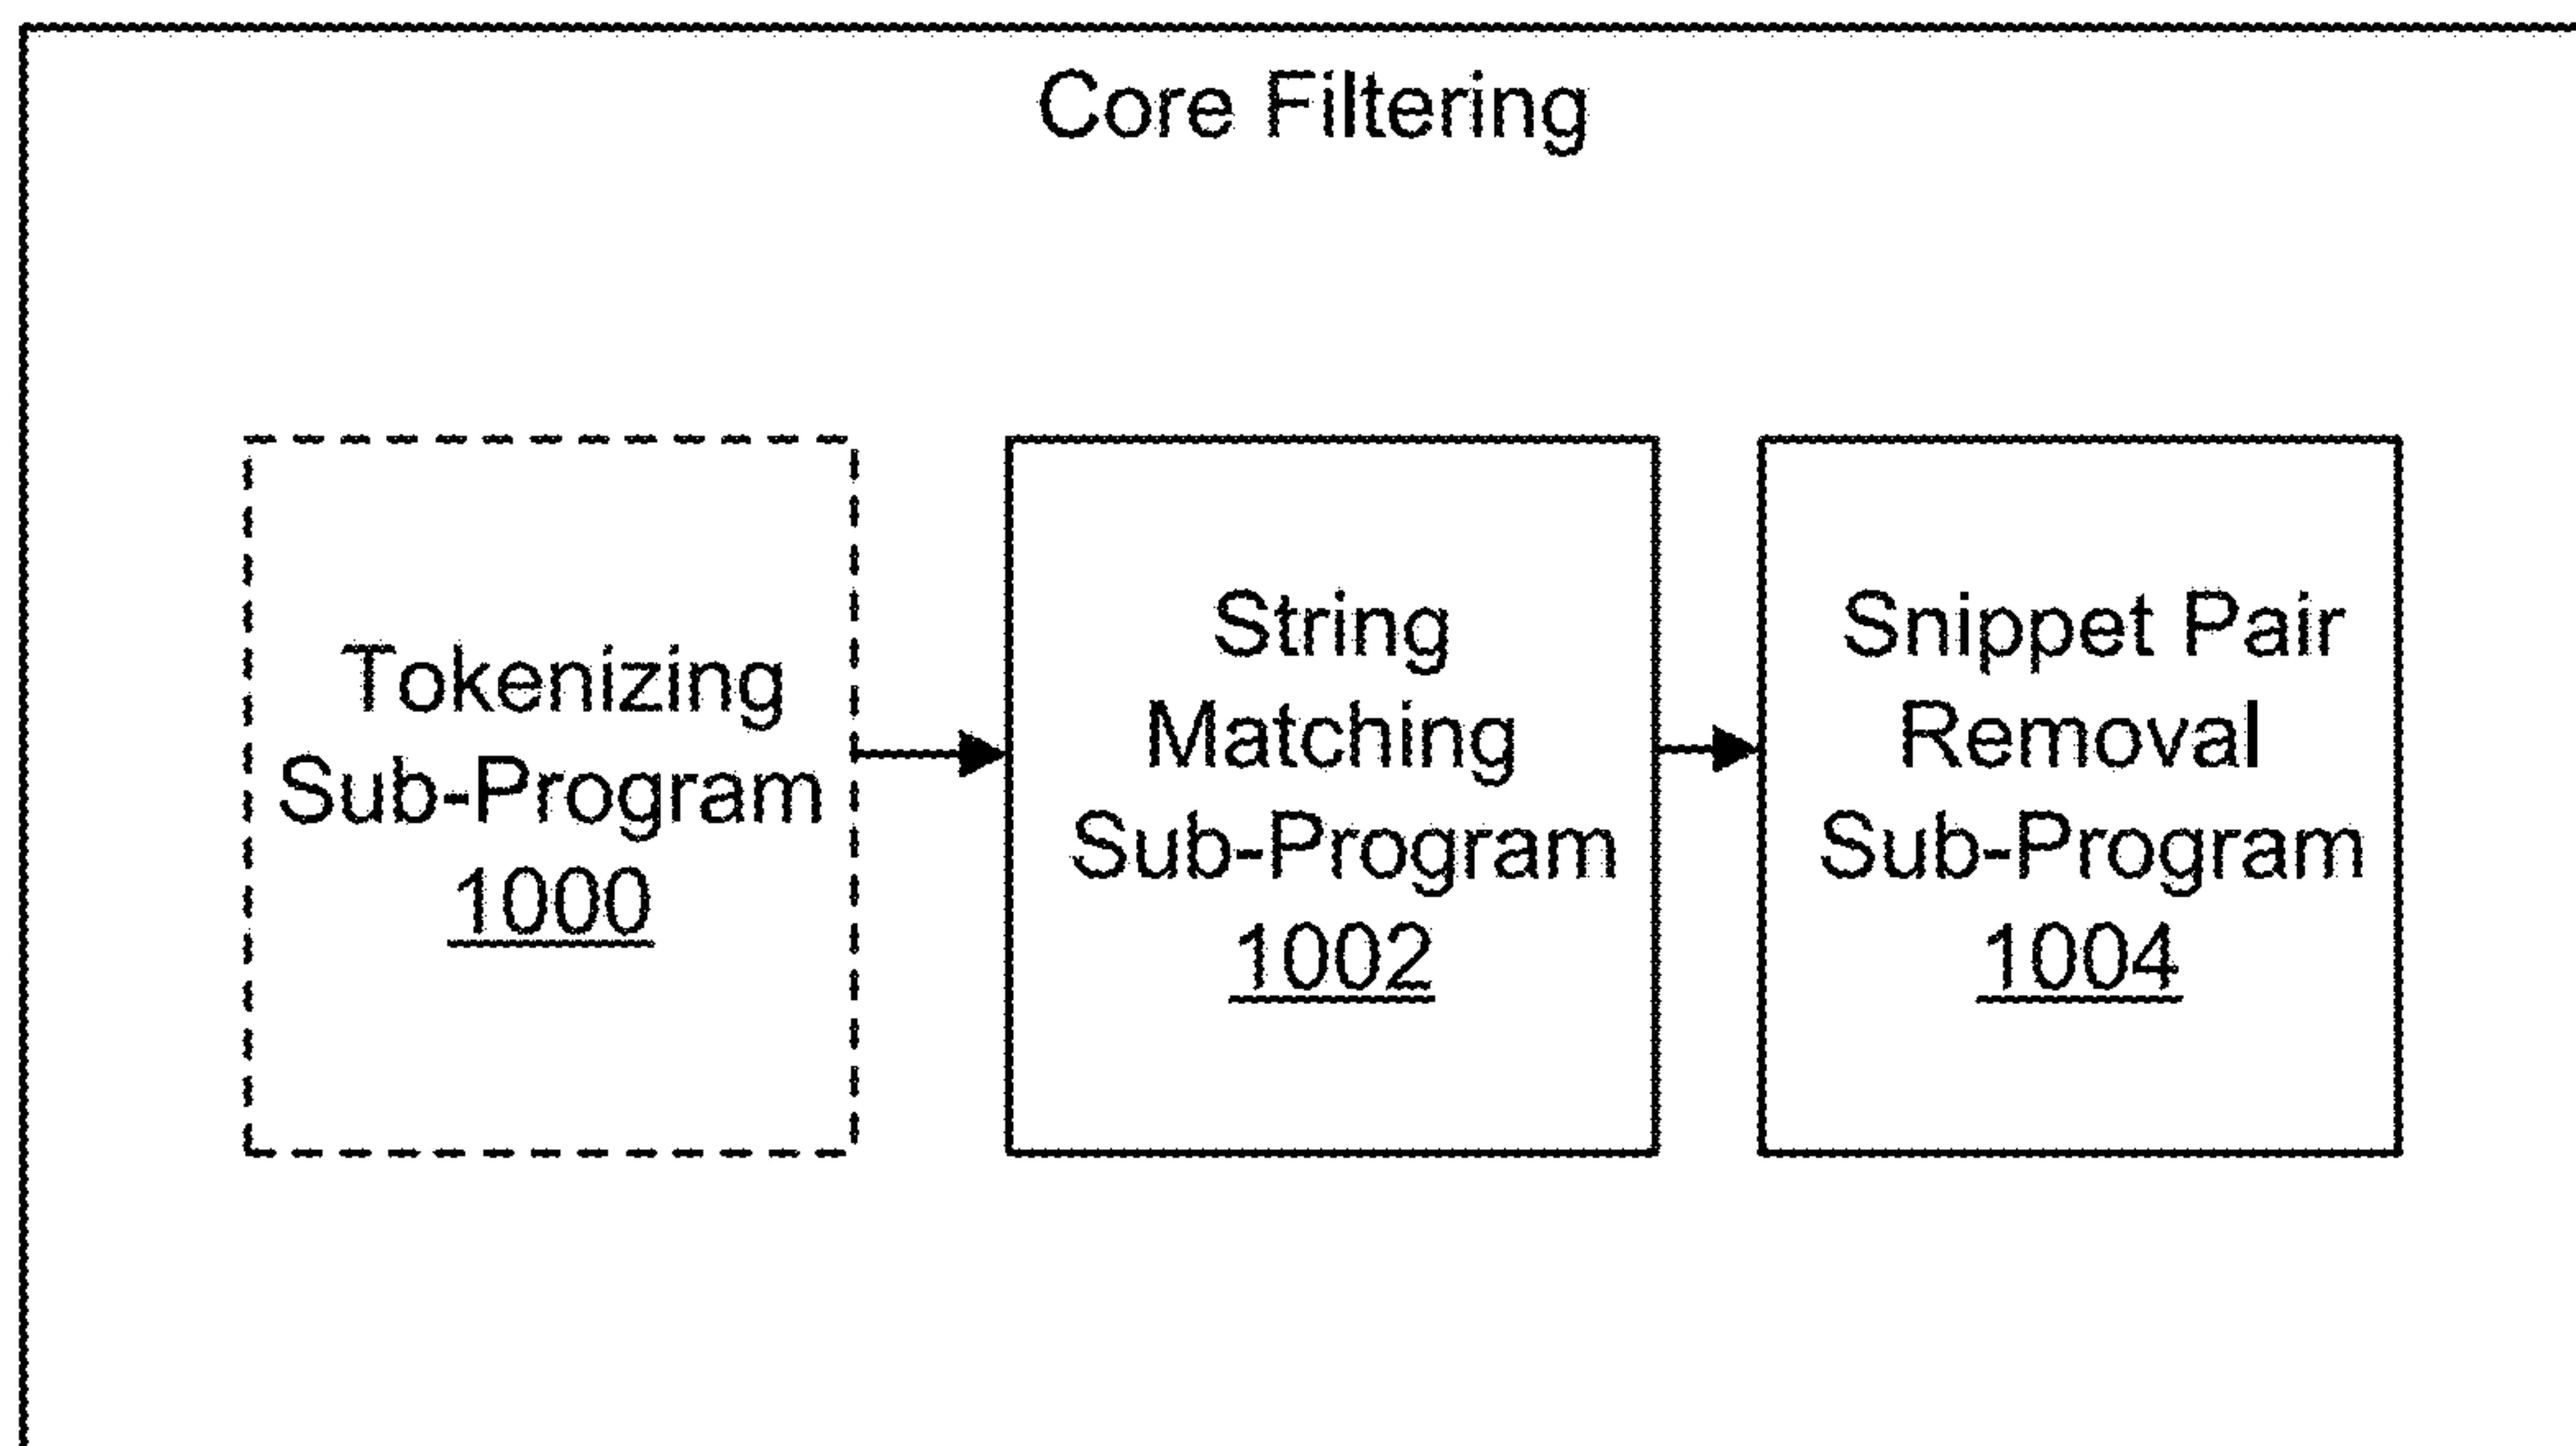 Core Filtering
Tokenizing
Sub-Program
1000
String
Matching
Sub-Program
1002
Snippet Pair
Removal
Sub-Program
1004